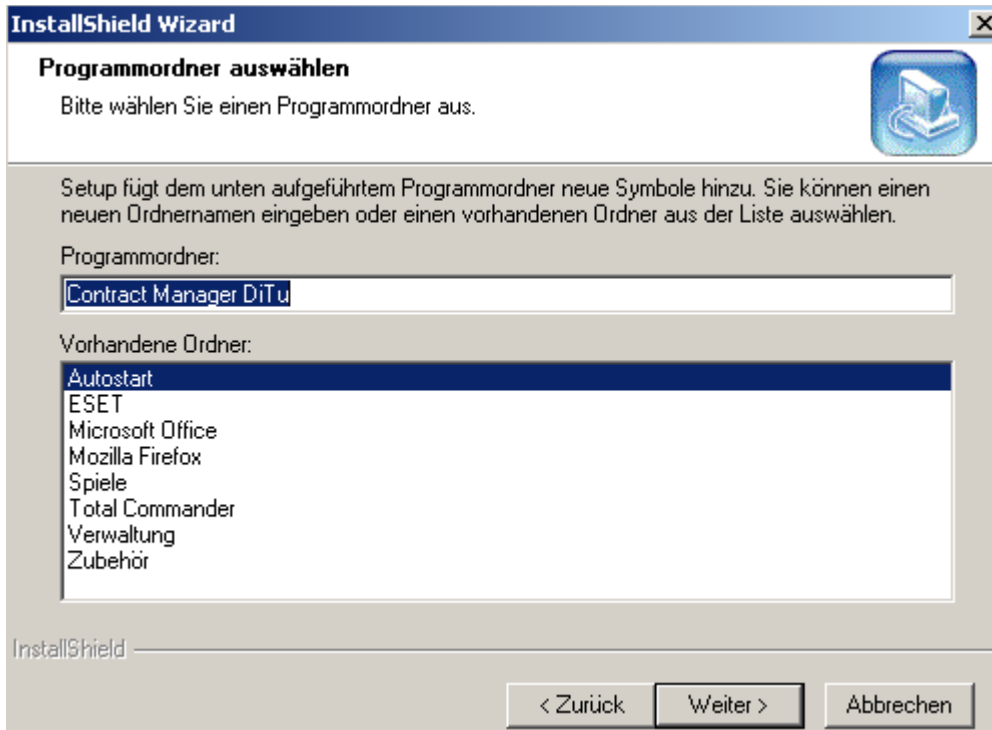 InstallShield Wizard
Programmordner auswählen
Bitte wählen Sie einen Programmordner aus.
Setup fügt dem unten aufgeführtem Programmordner neue Symbole hinzu. Sie können einen
neuen Ordnernamen eingeben oder einen vorhandenen Ordner aus der Liste auswählen.
Programmordner:
Contract Manager DiTu
Vorhandene Ordner:
Autostart
ESET
Microsoft Office
Mozilla Firefox
Spiele
Total Commander
Verwaltung
Zubehör
InstallShield
< Zurück Weiter > Abbrechen